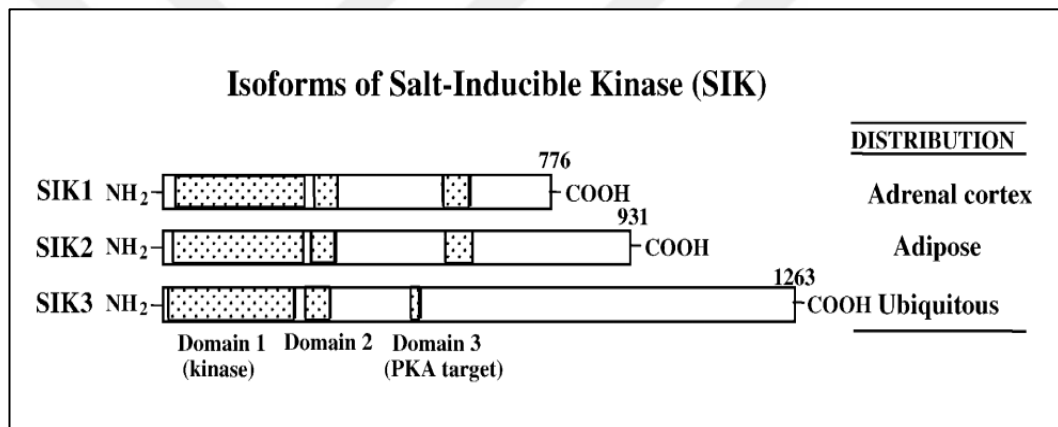 Isoforms of Salt-Inducible Kinase (SIK)
DISTRIBUTION
776
SIK1 NH2 COOH Adrenal cortex
931
SIK2 NH2 COOH Adipose
1263
SIK3 NH2 COOH Ubiquitous
Domain 1 Domain 2 Domain 3
(kinase) (PKA target)